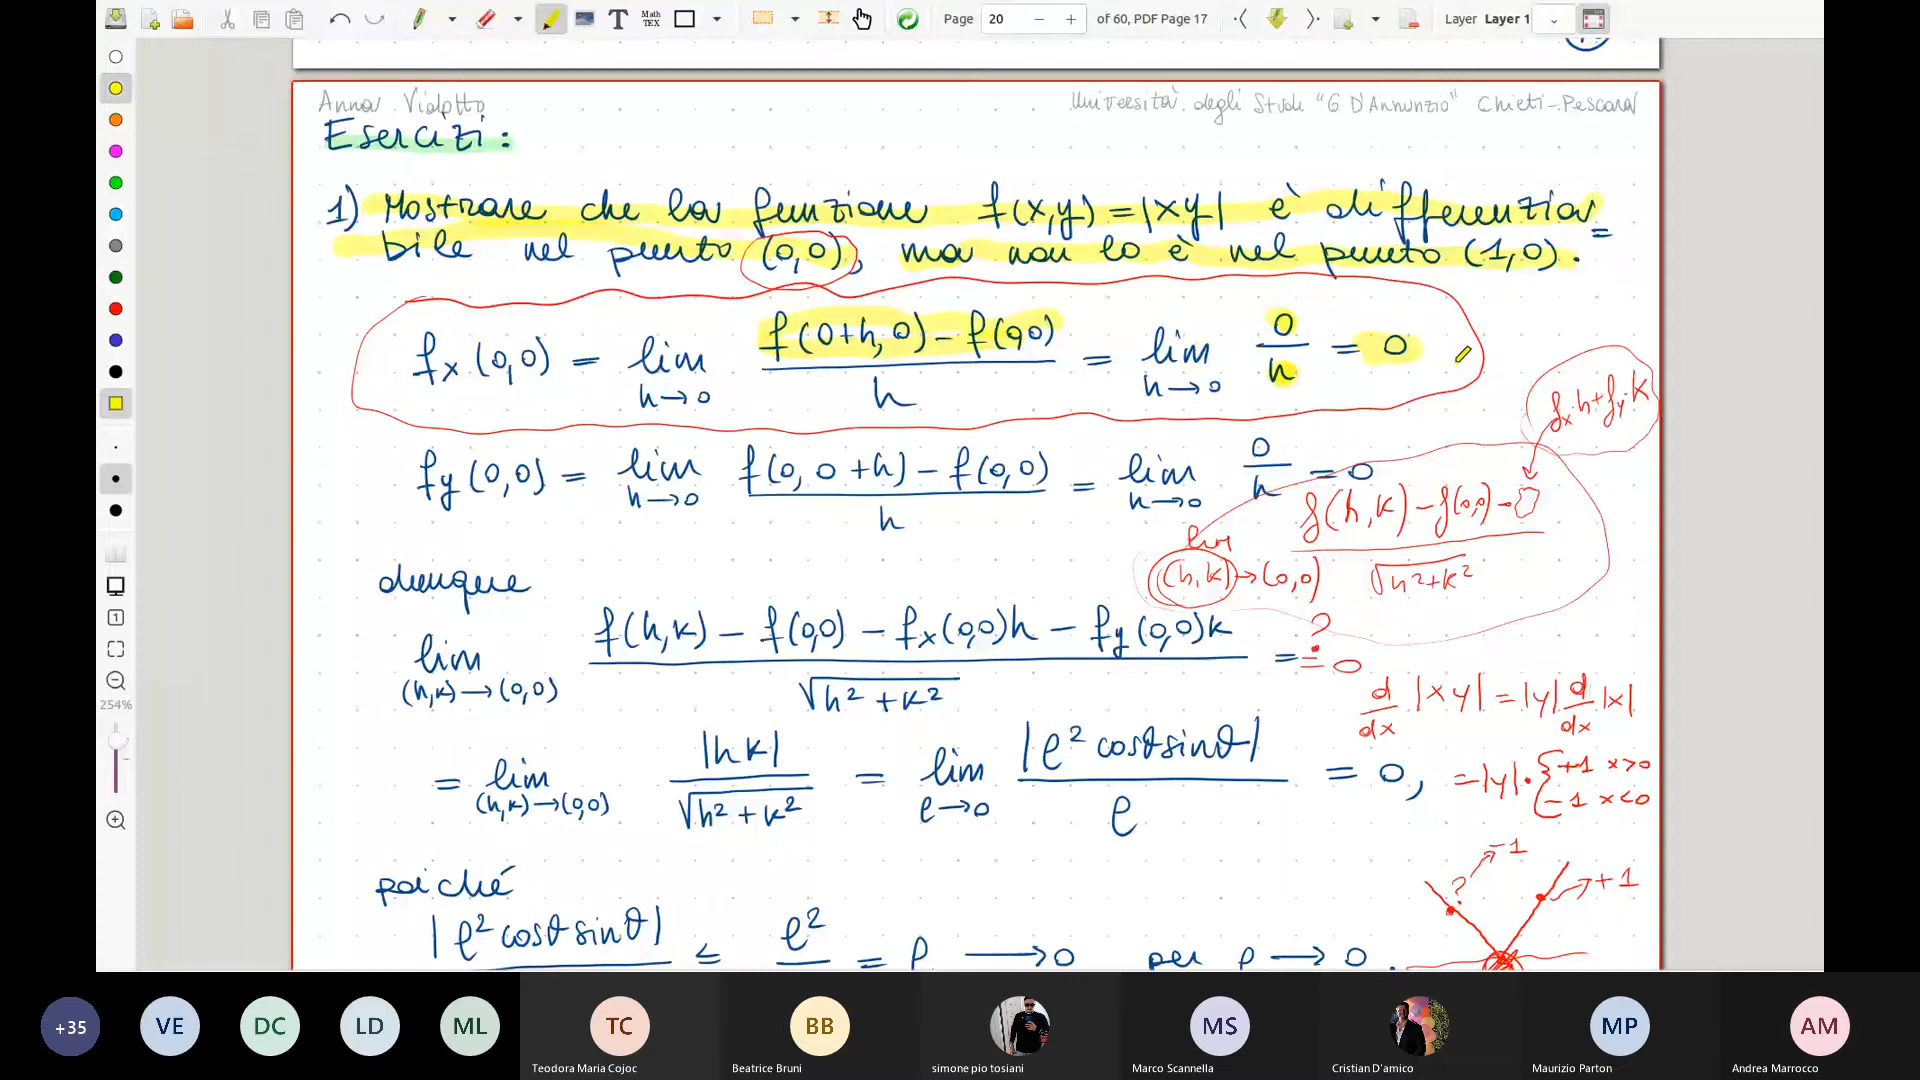 Page 20 − + of 60, PDF Page 17 Layer Layer 1
T Math TEX
Anna Vidotto Università degli Studi "G D'Annunzio" Chieti-Pescara
Esercizi:
1) Mostrare che la funzione f(x,y) = |xy| è differenzia=
bile nel punto (0,0), ma non lo è nel punto (1,0).
fx(0,0) = lim h→0 f(0+h,0) − f(0,0) / h = lim h→0 0/h = 0
fx·h+fy·k
fy(0,0) = lim h→0 f(0,0+h) − f(0,0) / h = lim h→0 0/h = 0
lim (h,k)→(0,0) f(h,k) − f(0,0) − / √h²+k²
dunque
lim (h,k)→(0,0) f(h,k) − f(0,0) − fx(0,0)h − fy(0,0)k / √h²+k² = ? = 0
d/dx |xy| = |y| d/dx |x|
= lim (h,k)→(0,0) |hk| / √h²+k² = lim ρ→0 |ρ² cosθ sinθ| / ρ = 0,
= |y|· { +1 x>0
−1 x<0
−1
? +1
poiché
|ρ² cosθ sinθ| ≤ ρ² = ρ → 0 per ρ → 0.
254%
1
+35 VE DC LD ML TC BB MS MP AM
Teodora Maria Cojoc Beatrice Bruni simone pio tosiani Marco Scannella Cristian D'amico Maurizio Parton Andrea Marrocco